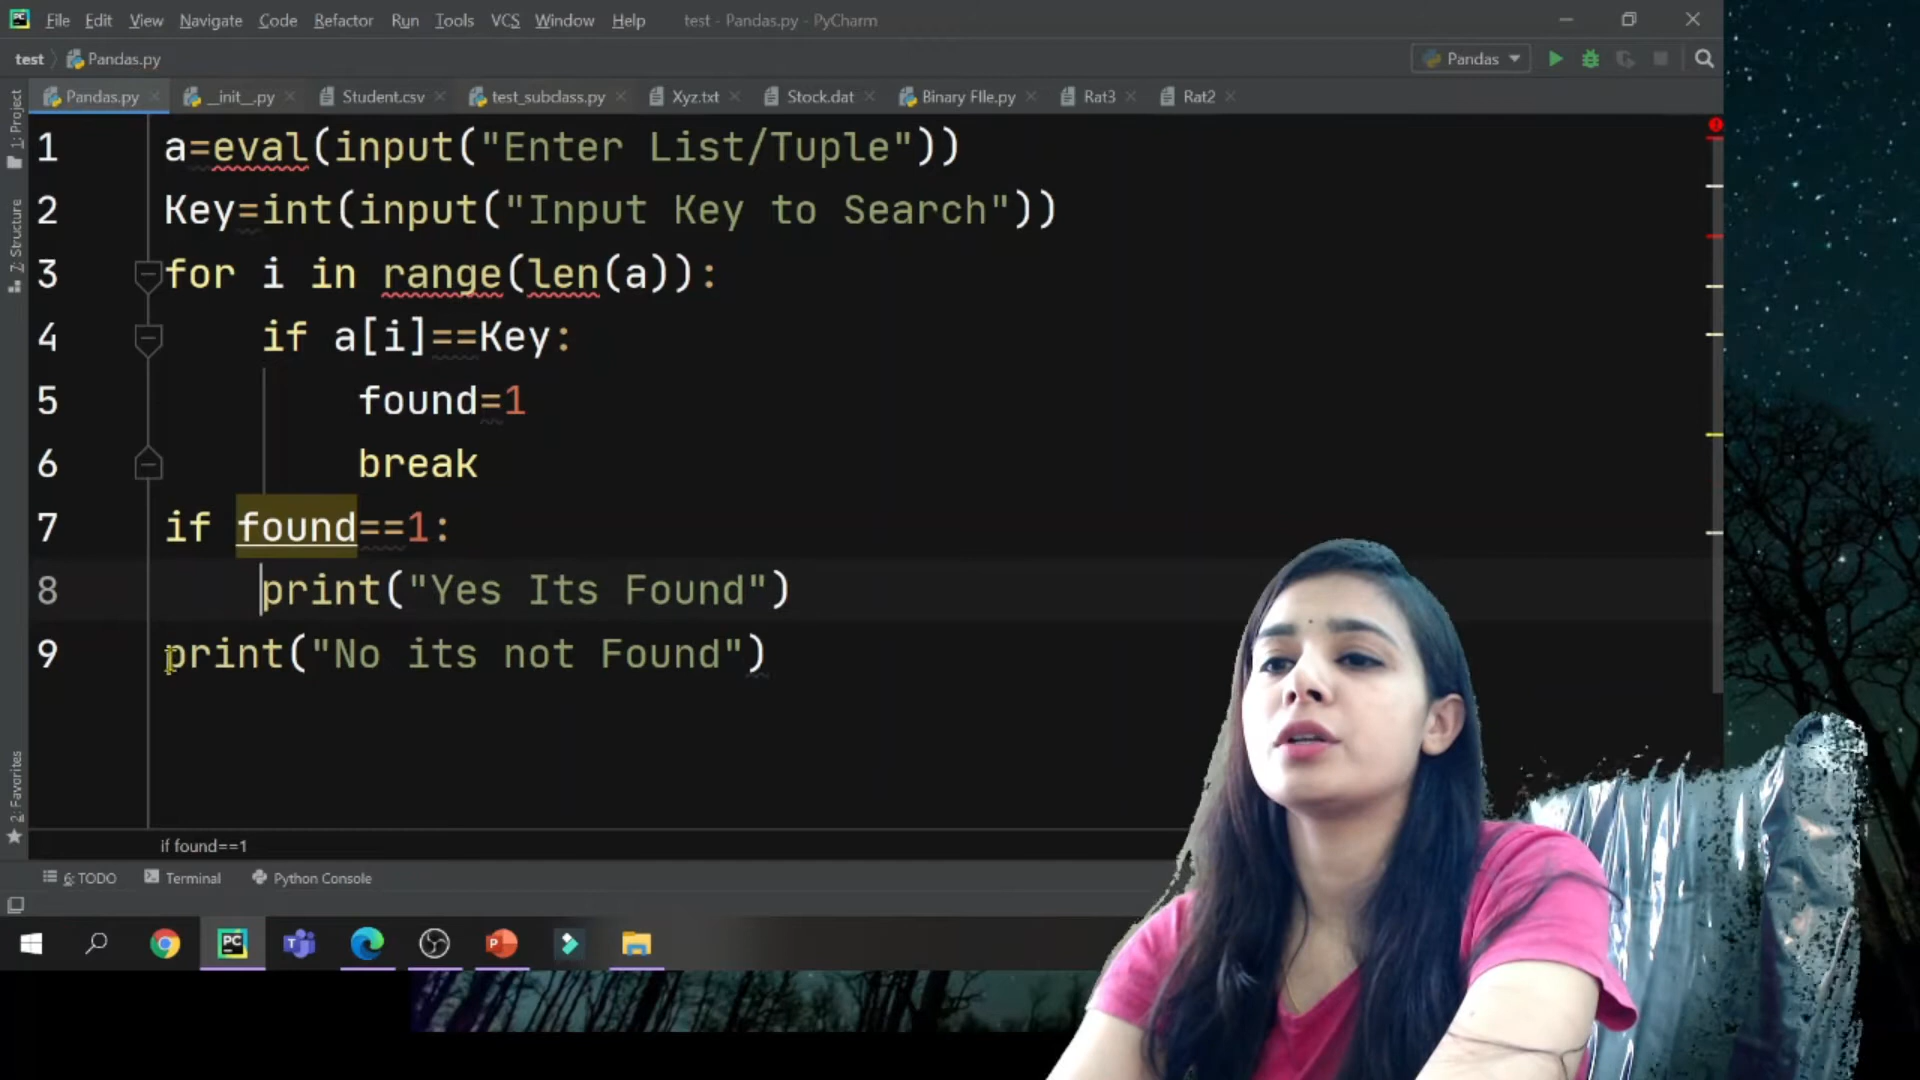 File Edit View Navigate Code Refactor Run Tools VCS Window Help test - Pandas.py - PyCharm
test Pandas.py Pandas
Pandas.py __init__.py Student.csv test_subclass.py Xyz.txt Stock.dat Binary FIle.py Rat3 Rat2
1: Project
Z: Structure
2: Favorites
1 a=eval(input("Enter List/Tuple"))
2 Key=int(input("Input Key to Search"))
3 for i in range(len(a)):
4 if a[i]==Key:
5 found=1
6 break
7 if found==1:
8 print("Yes Its Found")
9 print("No its not Found")
if found==1
6: TODO Terminal Python Console